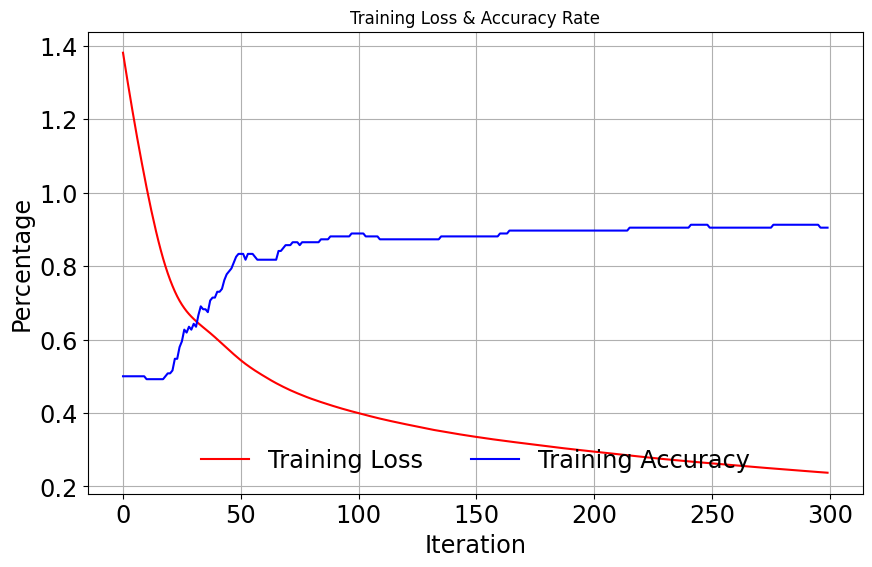 Training Loss & Accuracy Rate
1.4
1.2
1.0
0.8
0.6
0.4
0.2
Percentage
Training Loss Training Accuracy
0 50 100 150 200 250 300
Iteration